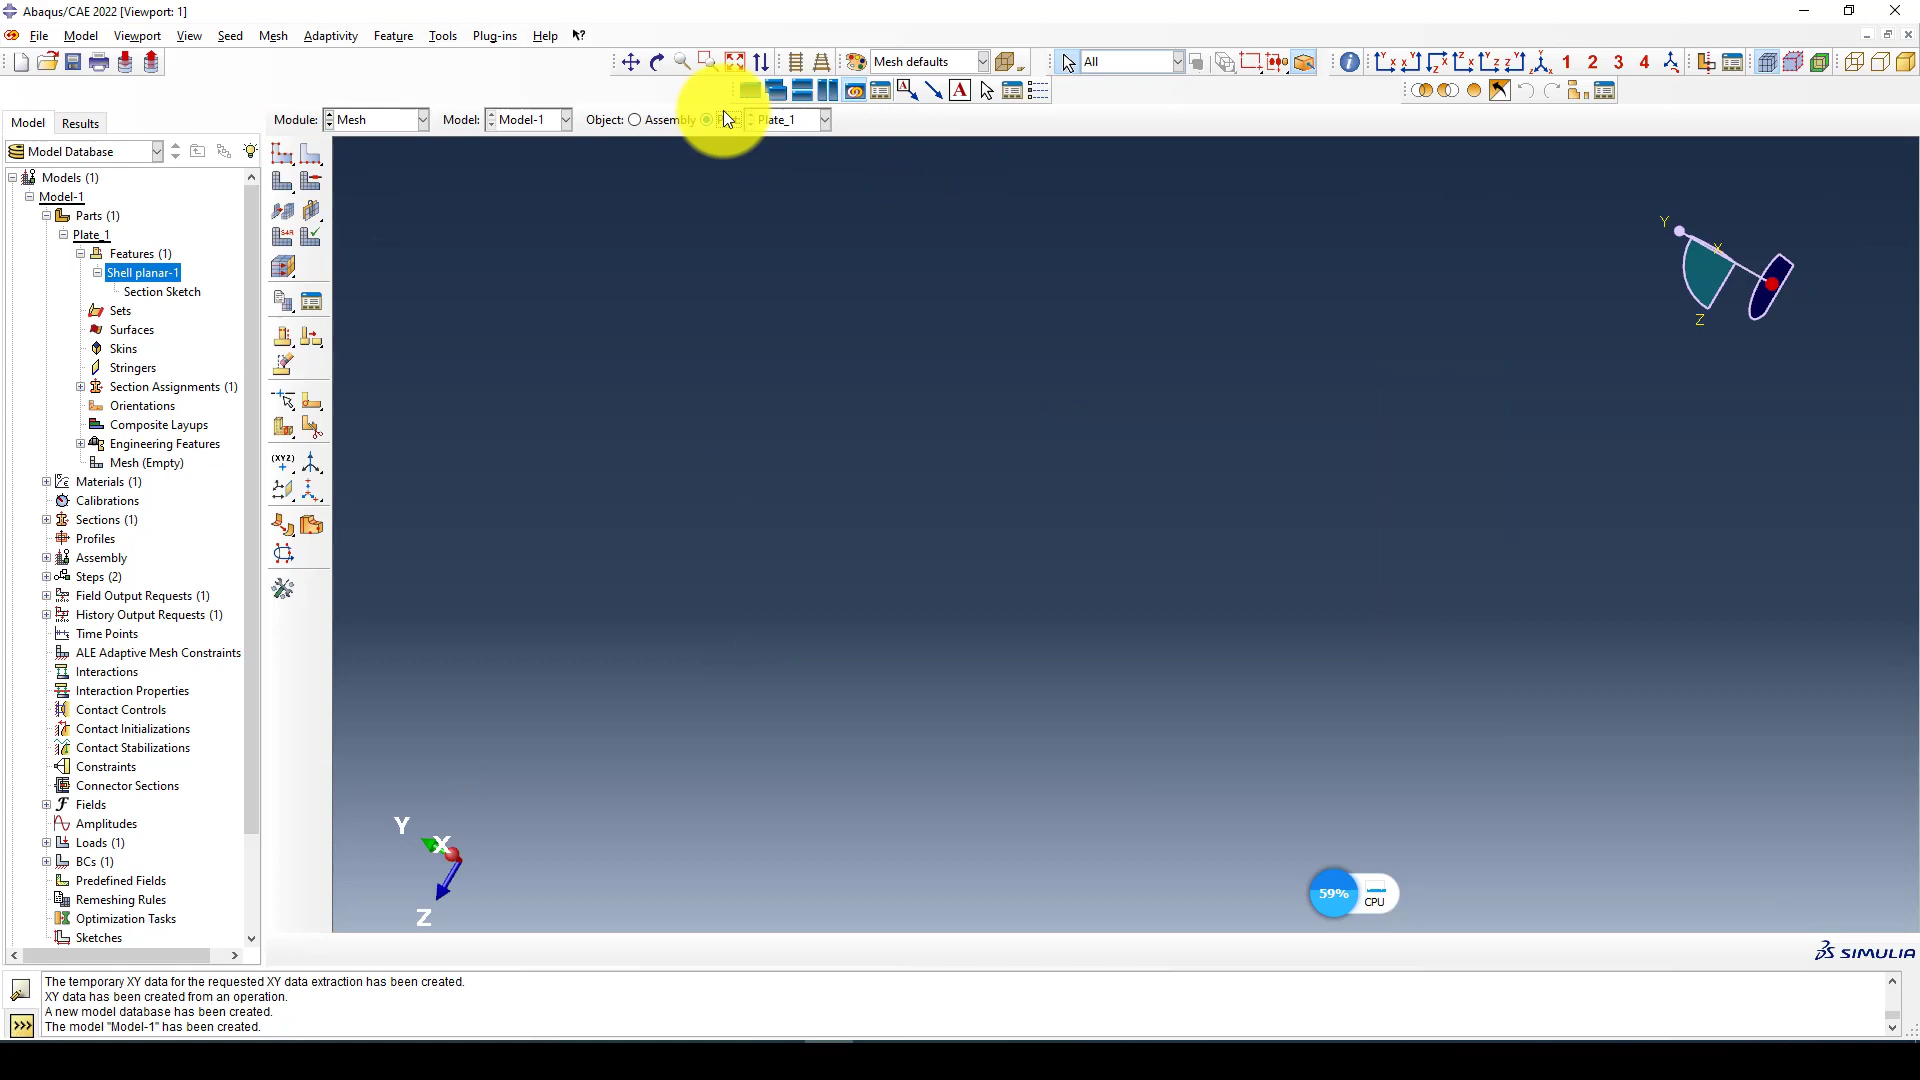 Abaqus/CAE 2022 [Viewport: 1]
File Model Viewport View Seed Mesh Adaptivity Feature Tools Plug-ins Help
Mesh defaults All 1 2 3 4
Model Results Module: Mesh Model: Model-1 Object: Assembly Plate_1
Model Database
Models (1)
Model-1
Parts (1)
Plate_1
Features (1)
Shell planar-1
Section Sketch
Sets
Surfaces
Skins
Stringers
Section Assignments (1)
Orientations
Composite Layups
Engineering Features
Mesh (Empty)
Materials (1)
Calibrations
Sections (1)
Profiles
Assembly
Steps (2)
Field Output Requests (1)
History Output Requests (1)
Time Points
ALE Adaptive Mesh Constraints
Interactions
Interaction Properties
Contact Controls
Contact Initializations
Contact Stabilizations
Constraints
Connector Sections
Fields
Amplitudes
Loads (1)
BCs (1)
Predefined Fields
Remeshing Rules
Optimization Tasks
Sketches
Y
X
Z
Y
X
Z
59%
CPU
SIMULIA
The temporary XY data for the requested XY data extraction has been created.
XY data has been created from an operation.
A new model database has been created.
The model "Model-1" has been created.